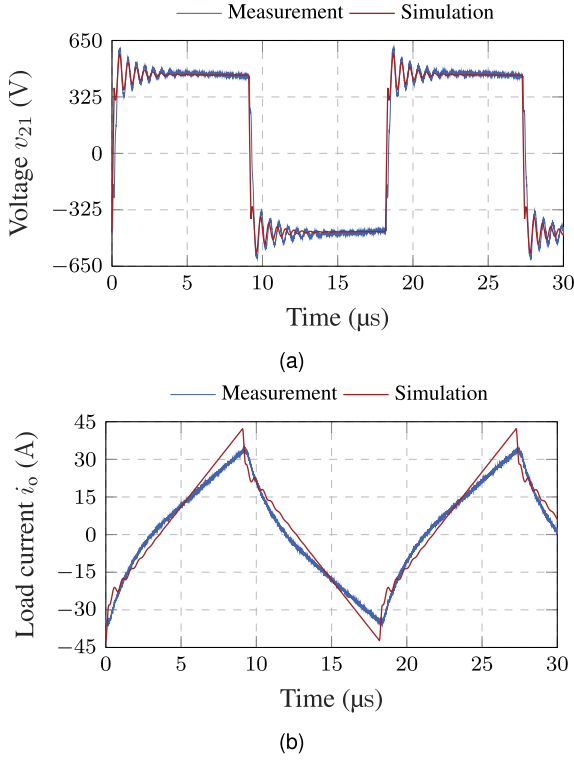 Measurement Simulation
650
325
0
−325
−650
Voltage v21 (V)
0 5 10 15 20 25 30
Time (µs)
(a)
Measurement Simulation
45
30
15
0
−15
−30
−45
Load current io (A)
0 5 10 15 20 25 30
Time (µs)
(b)